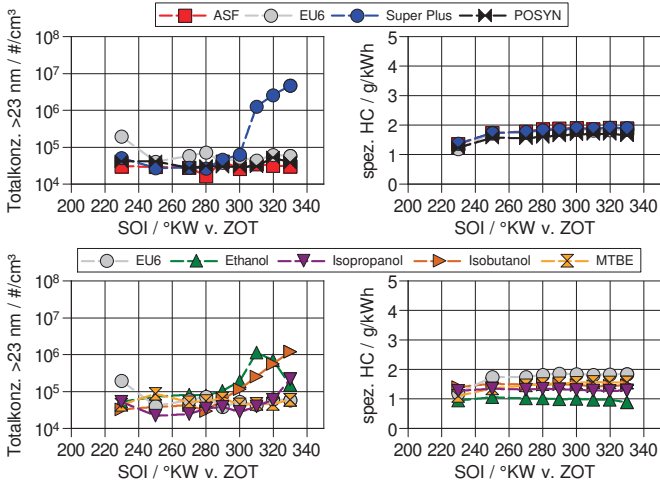 ASF EU6 Super Plus POSYN
Totalkonz. >23 nm / #/cm³
10⁸
10⁷
10⁶
10⁵
10⁴
200 220 240 260 280 300 320 340
SOI / °KW v. ZOT
spez. HC / g/kWh
5
4
3
2
1
0
200 220 240 260 280 300 320 340
SOI / °KW v. ZOT
EU6 Ethanol Isopropanol Isobutanol MTBE
Totalkonz. >23 nm / #/cm³
10⁸
10⁷
10⁶
10⁵
10⁴
200 220 240 260 280 300 320 340
SOI / °KW v. ZOT
spez. HC / g/kWh
5
4
3
2
1
0
200 220 240 260 280 300 320 340
SOI / °KW v. ZOT